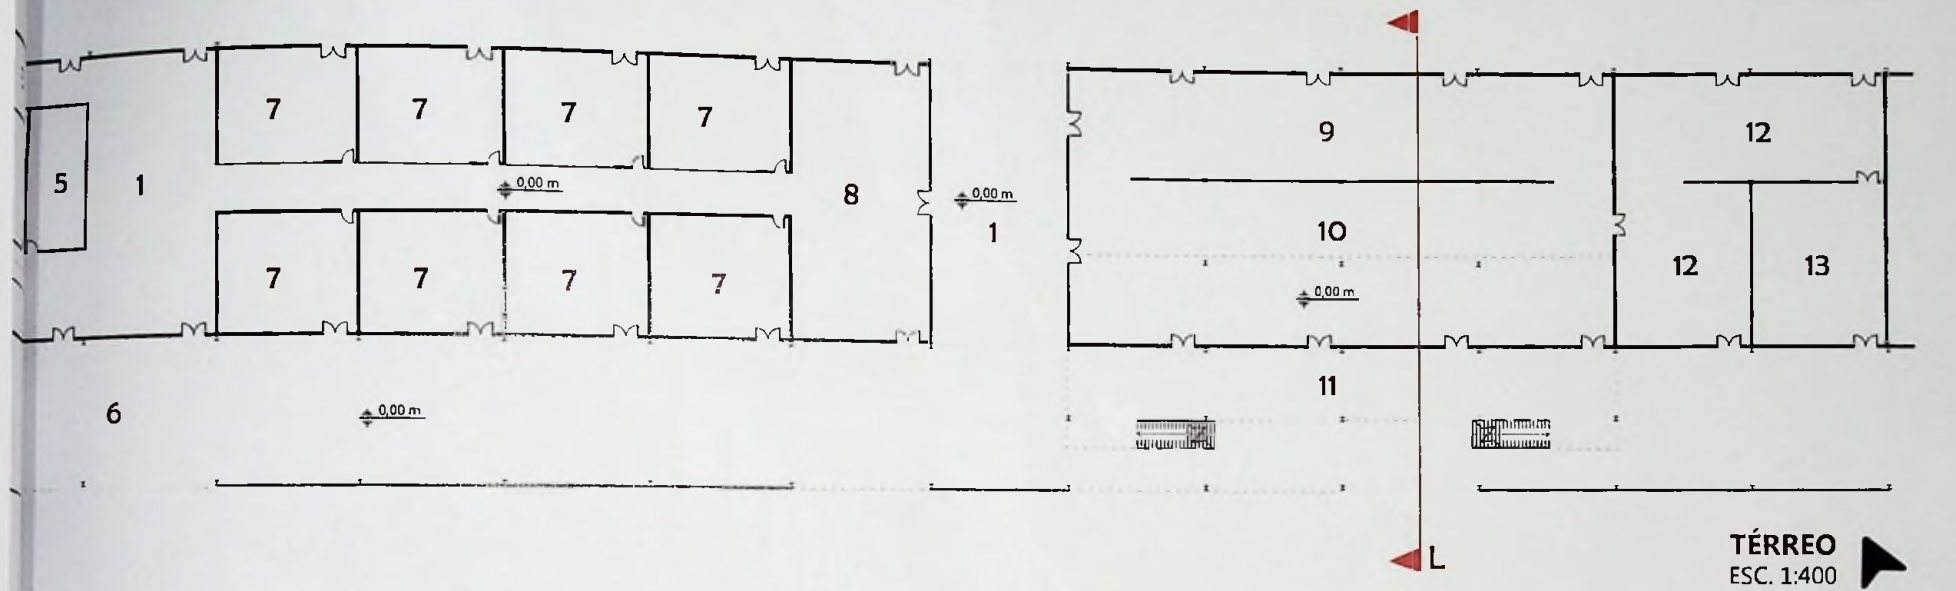 7 7 7 7
9 12
5 1 0,00 m 8 0,00 m
1 10
7 7 7 7 12 13
0,00 m
11
6 0,00 m
L
TÉRREO
ESC. 1:400